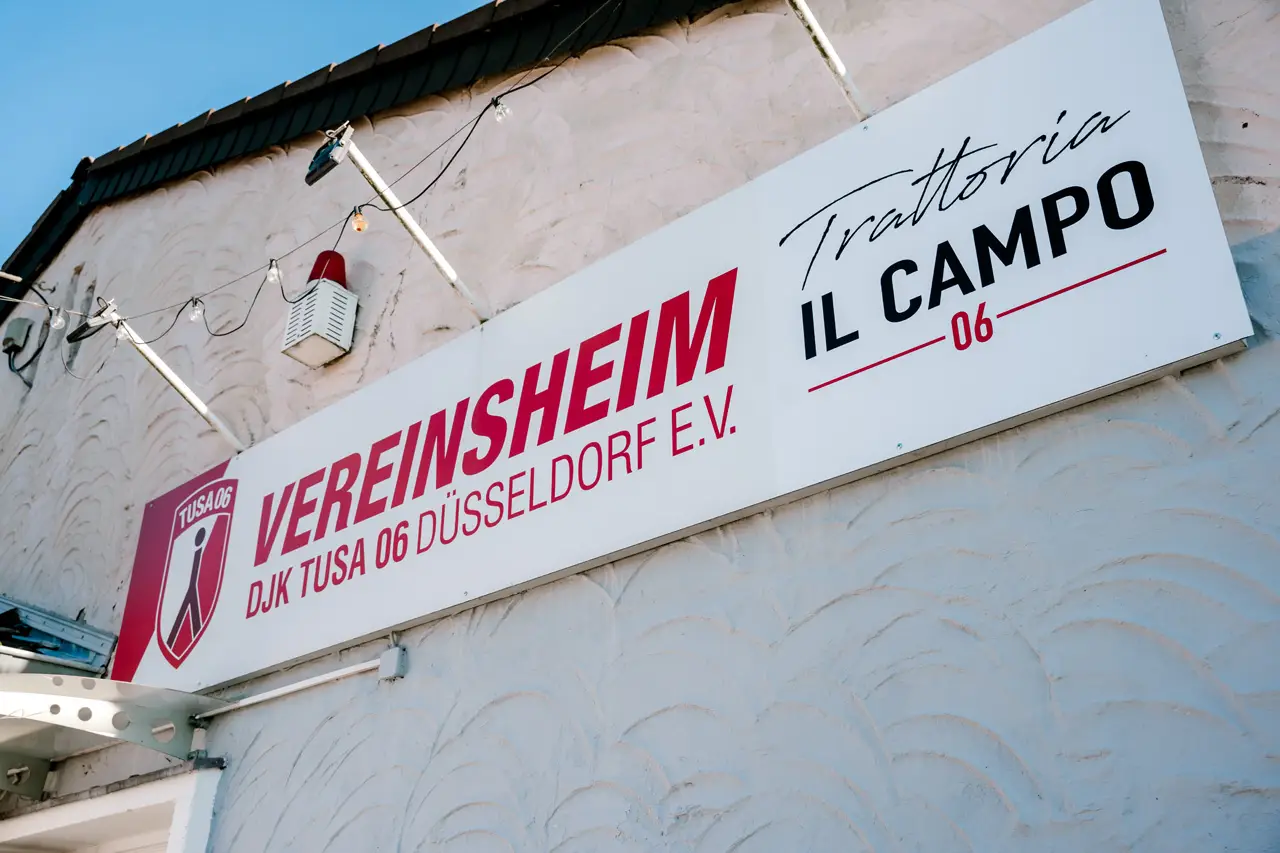 TUSA 06
VEREINSHEIM
DJK TUSA 06 DÜSSELDORF E.V.
Trattoria
IL CAMPO
06